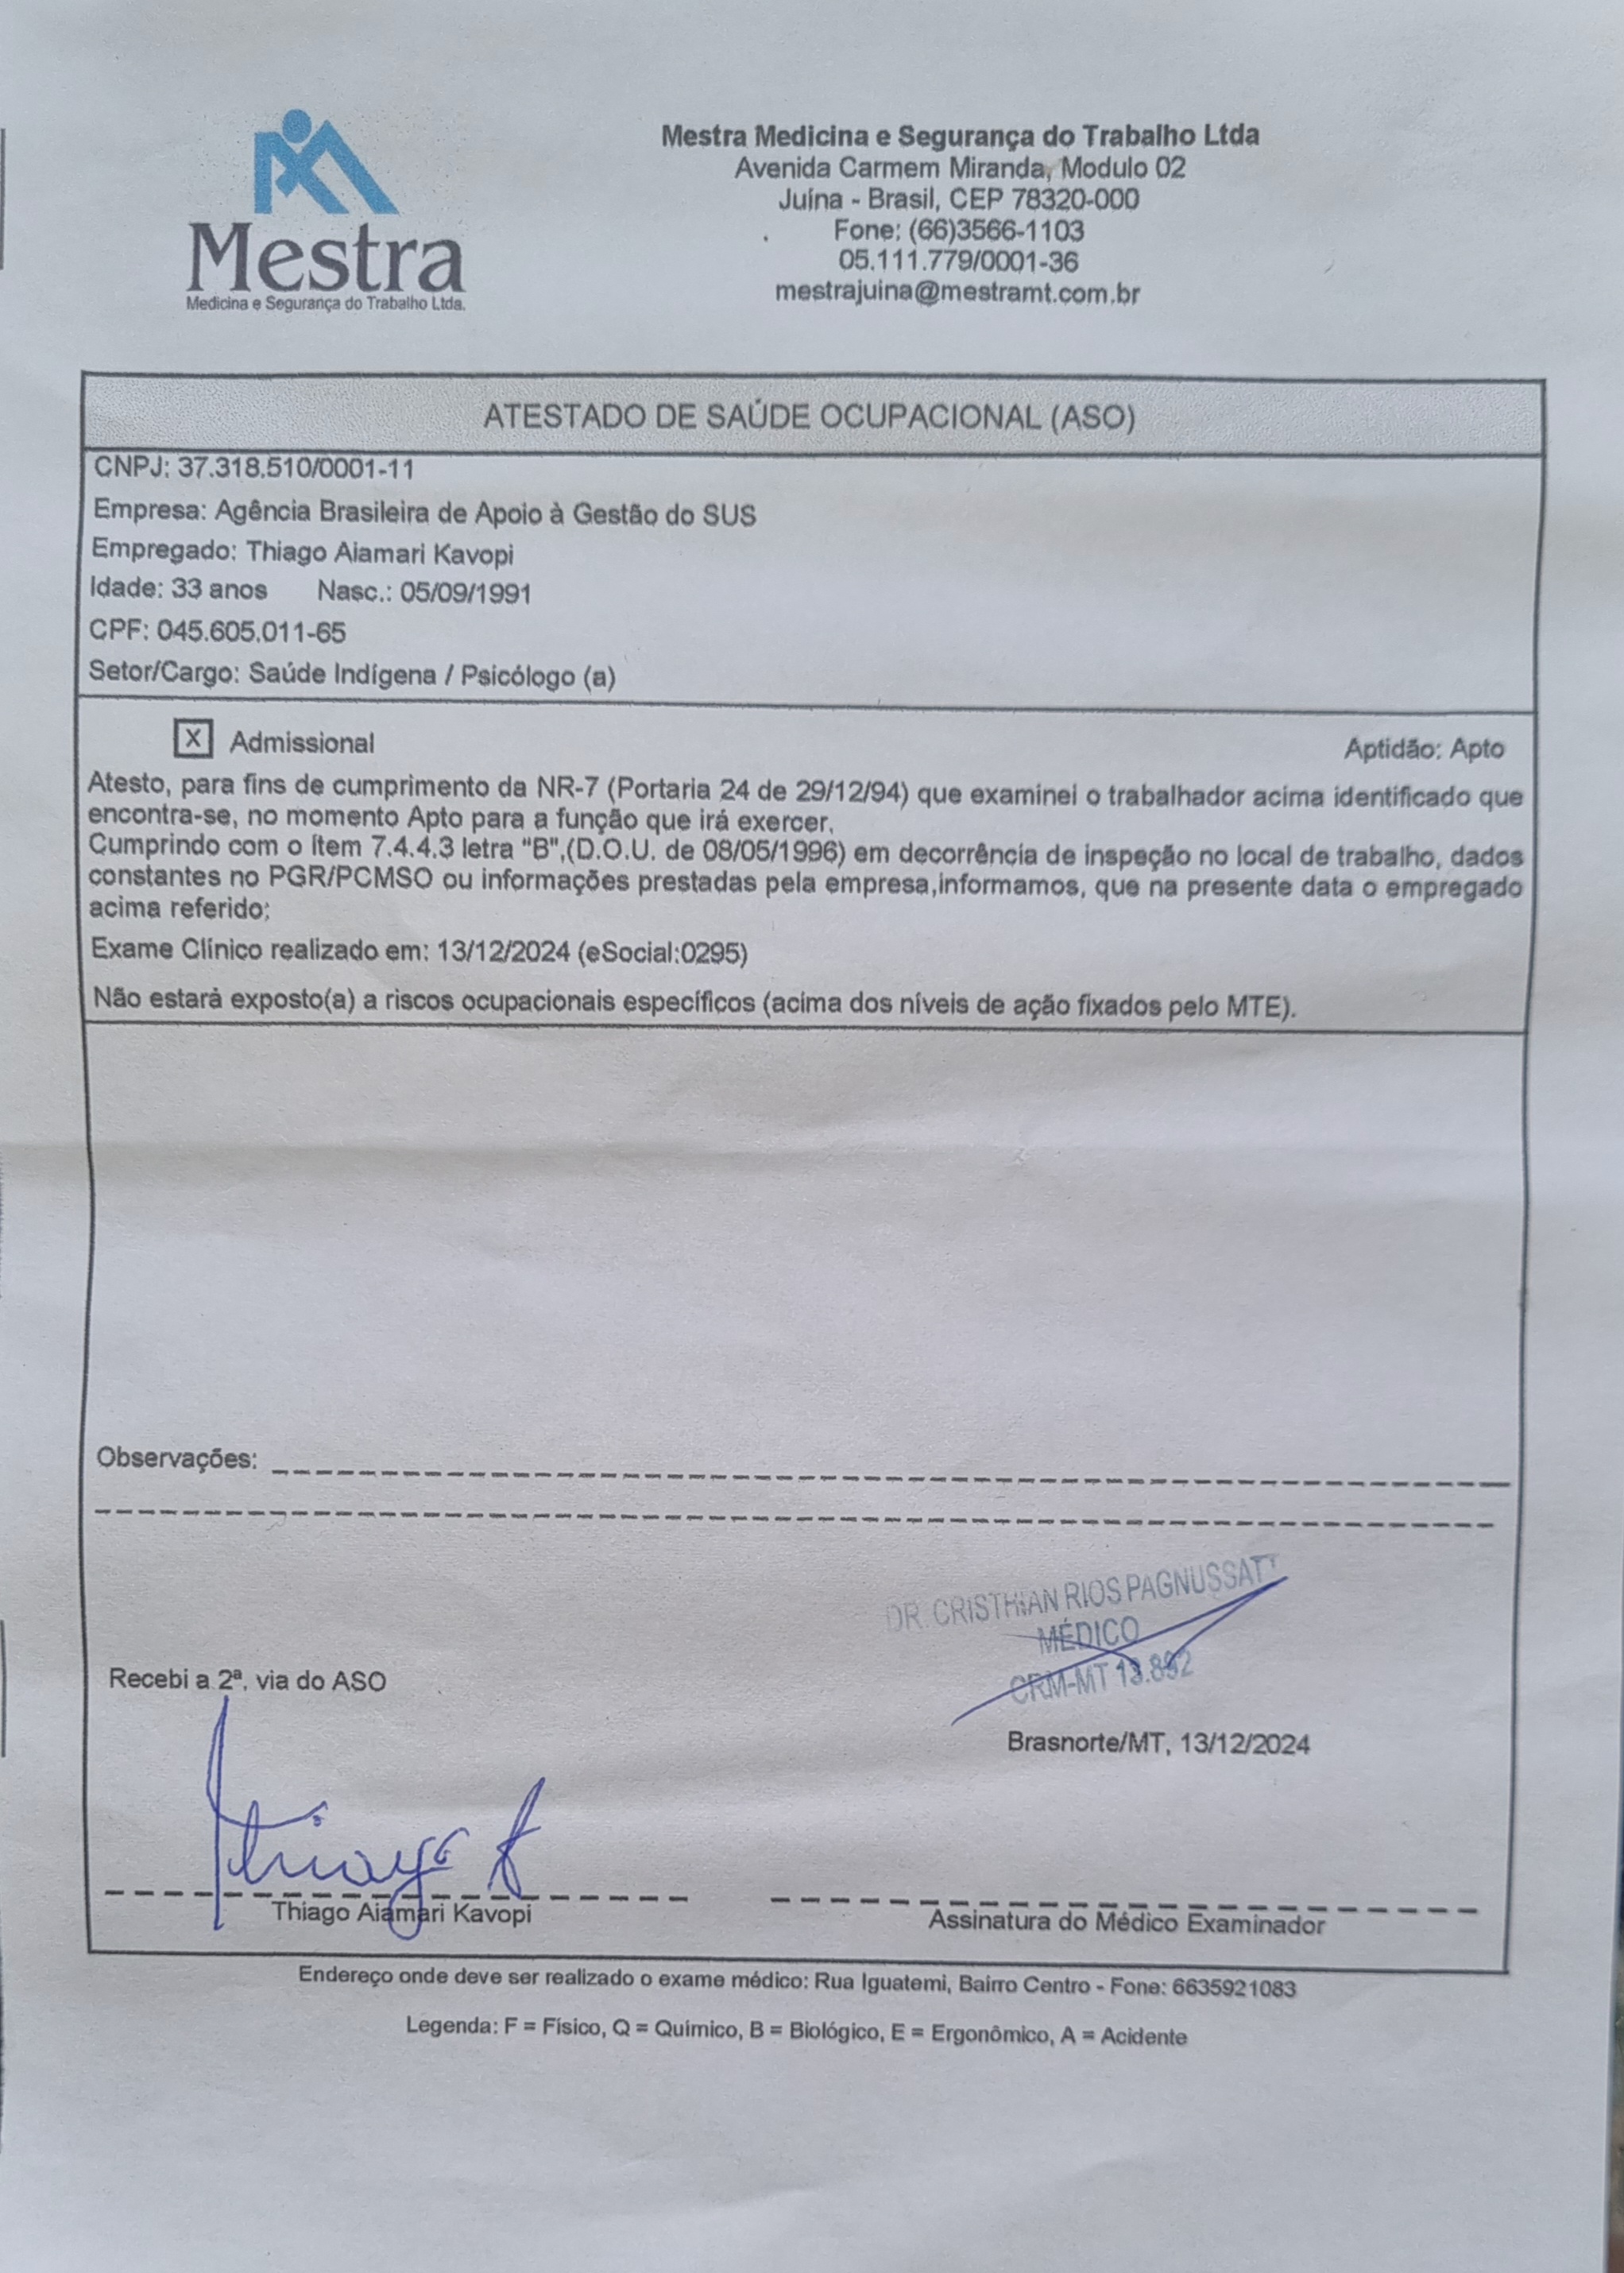 Mestra
Medicina e Segurança do Trabalho Ltda.
Mestra Medicina e Segurança do Trabalho Ltda
Avenida Carmem Miranda, Modulo 02
Juína - Brasil, CEP 78320-000
Fone: (66)3566-1103
05.111.779/0001-36
mestrajuina@mestramt.com.br
ATESTADO DE SAÚDE OCUPACIONAL (ASO)
CNPJ: 37.318.510/0001-11
Empresa: Agência Brasileira de Apoio à Gestão do SUS
Empregado: Thiago Aiamari Kavopi
Idade: 33 anos Nasc.: 05/09/1991
CPF: 045.605.011-65
Setor/Cargo: Saúde Indígena / Psicólogo (a)
X Admissional Aptidão: Apto
Atesto, para fins de cumprimento da NR-7 (Portaria 24 de 29/12/94) que examinei o trabalhador acima identificado que
encontra-se, no momento Apto para a função que irá exercer.
Cumprindo com o ítem 7.4.4.3 letra "B",(D.O.U. de 08/05/1996) em decorrência de inspeção no local de trabalho, dados
constantes no PGR/PCMSO ou informações prestadas pela empresa,informamos, que na presente data o empregado
acima referido:
Exame Clínico realizado em: 13/12/2024 (eSocial:0295)
Não estará exposto(a) a riscos ocupacionais específicos (acima dos níveis de ação fixados pelo MTE).
Observações:
DR. CRISTHIAN RIOS PAGNUSSATT
MÉDICO
CRM-MT 13.892
Recebi a 2ª. via do ASO
Brasnorte/MT, 13/12/2024
Thiago A
Thiago Aiamari Kavopi
Assinatura do Médico Examinador
Endereço onde deve ser realizado o exame médico: Rua Iguatemi, Bairro Centro - Fone: 6635921083
Legenda: F = Físico, Q = Químico, B = Biológico, E = Ergonômico, A = Acidente